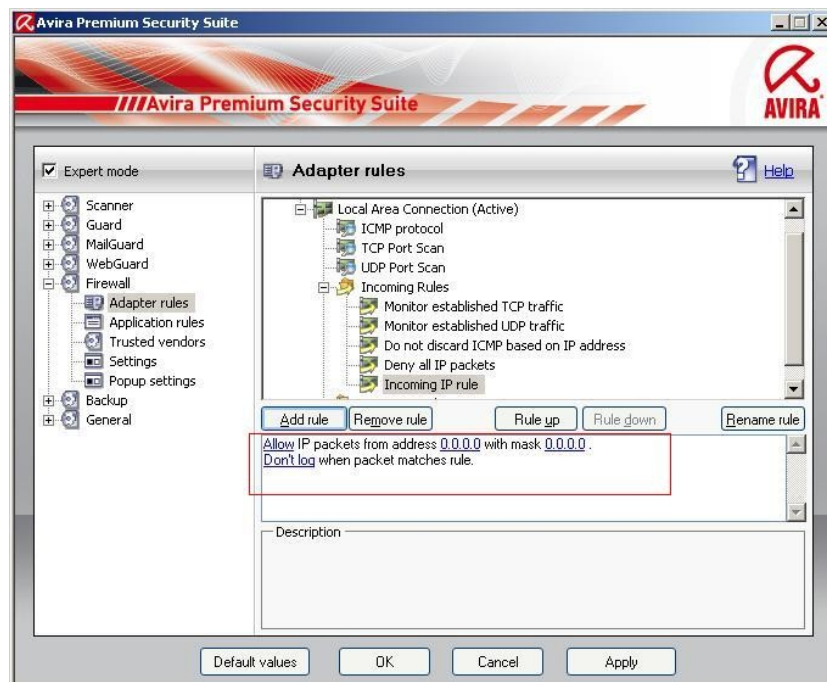 Avira Premium Security Suite
Avira Premium Security Suite
AVIRA
Expert mode
Adapter rules
Help
Scanner
Guard
MailGuard
WebGuard
Firewall
Adapter rules
Application rules
Trusted vendors
Settings
Popup settings
Backup
General
Local Area Connection (Active)
ICMP protocol
TCP Port Scan
UDP Port Scan
Incoming Rules
Monitor established TCP traffic
Monitor established UDP traffic
Do not discard ICMP based on IP address
Deny all IP packets
Incoming IP rule
Add rule Remove rule Rule up Rule down Rename rule
Allow IP packets from address 0.0.0.0 with mask 0.0.0.0 .
Don't log when packet matches rule.
Description
Default values OK Cancel Apply